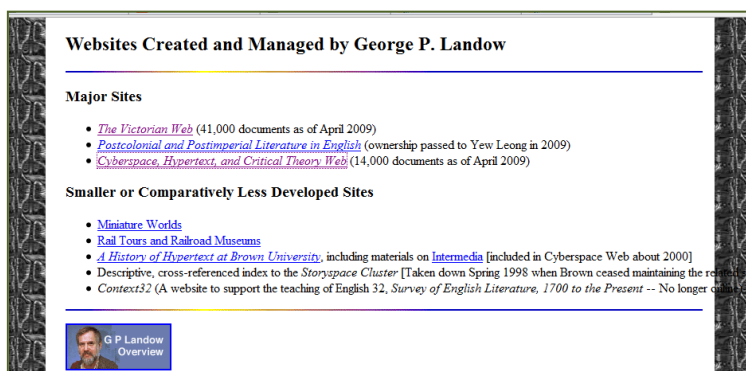 Websites Created and Managed by George P. Landow
Major Sites
The Victorian Web (41,000 documents as of April 2009)
Postcolonial and Postimperial Literature in English (ownership passed to Yew Leong in 2009)
Cyberspace, Hypertext, and Critical Theory Web (14,000 documents as of April 2009)
Smaller or Comparatively Less Developed Sites
Miniature Worlds
Rail Tours and Railroad Museums
A History of Hypertext at Brown University, including materials on Intermedia [included in Cyberspace Web about 2000]
Descriptive, cross-referenced index to the Storyspace Cluster [Taken down Spring 1998 when Brown ceased maintaining the
Context32 (A website to support the teaching of English 32, Survey of English Literature, 1700 to the Present -- No longer
G P Landow
Overview